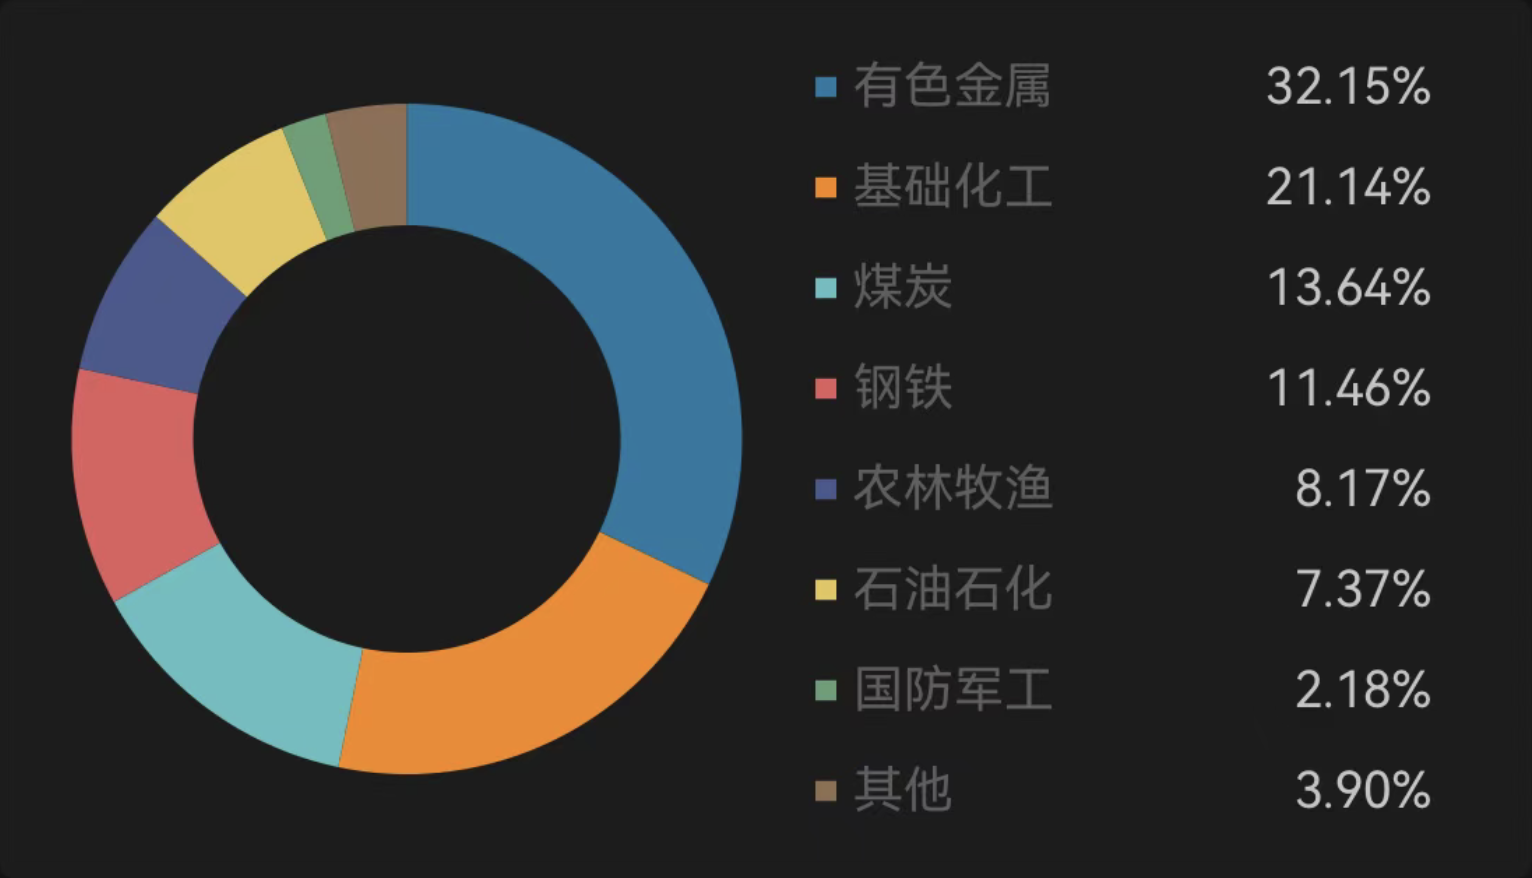 有色金属 32.15%
基础化工 21.14%
煤炭 13.64%
钢铁 11.46%
农林牧渔 8.17%
石油石化 7.37%
国防军工 2.18%
其他 3.90%